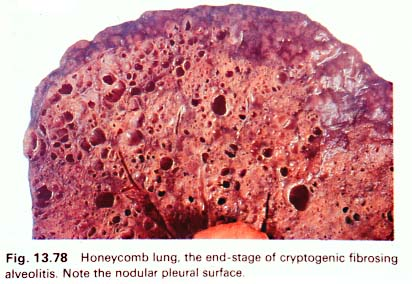 Fig. 13.78 Honeycomb lung, the end-stage of cryptogenic fibrosing
alveolitis. Note the nodular pleural surface.